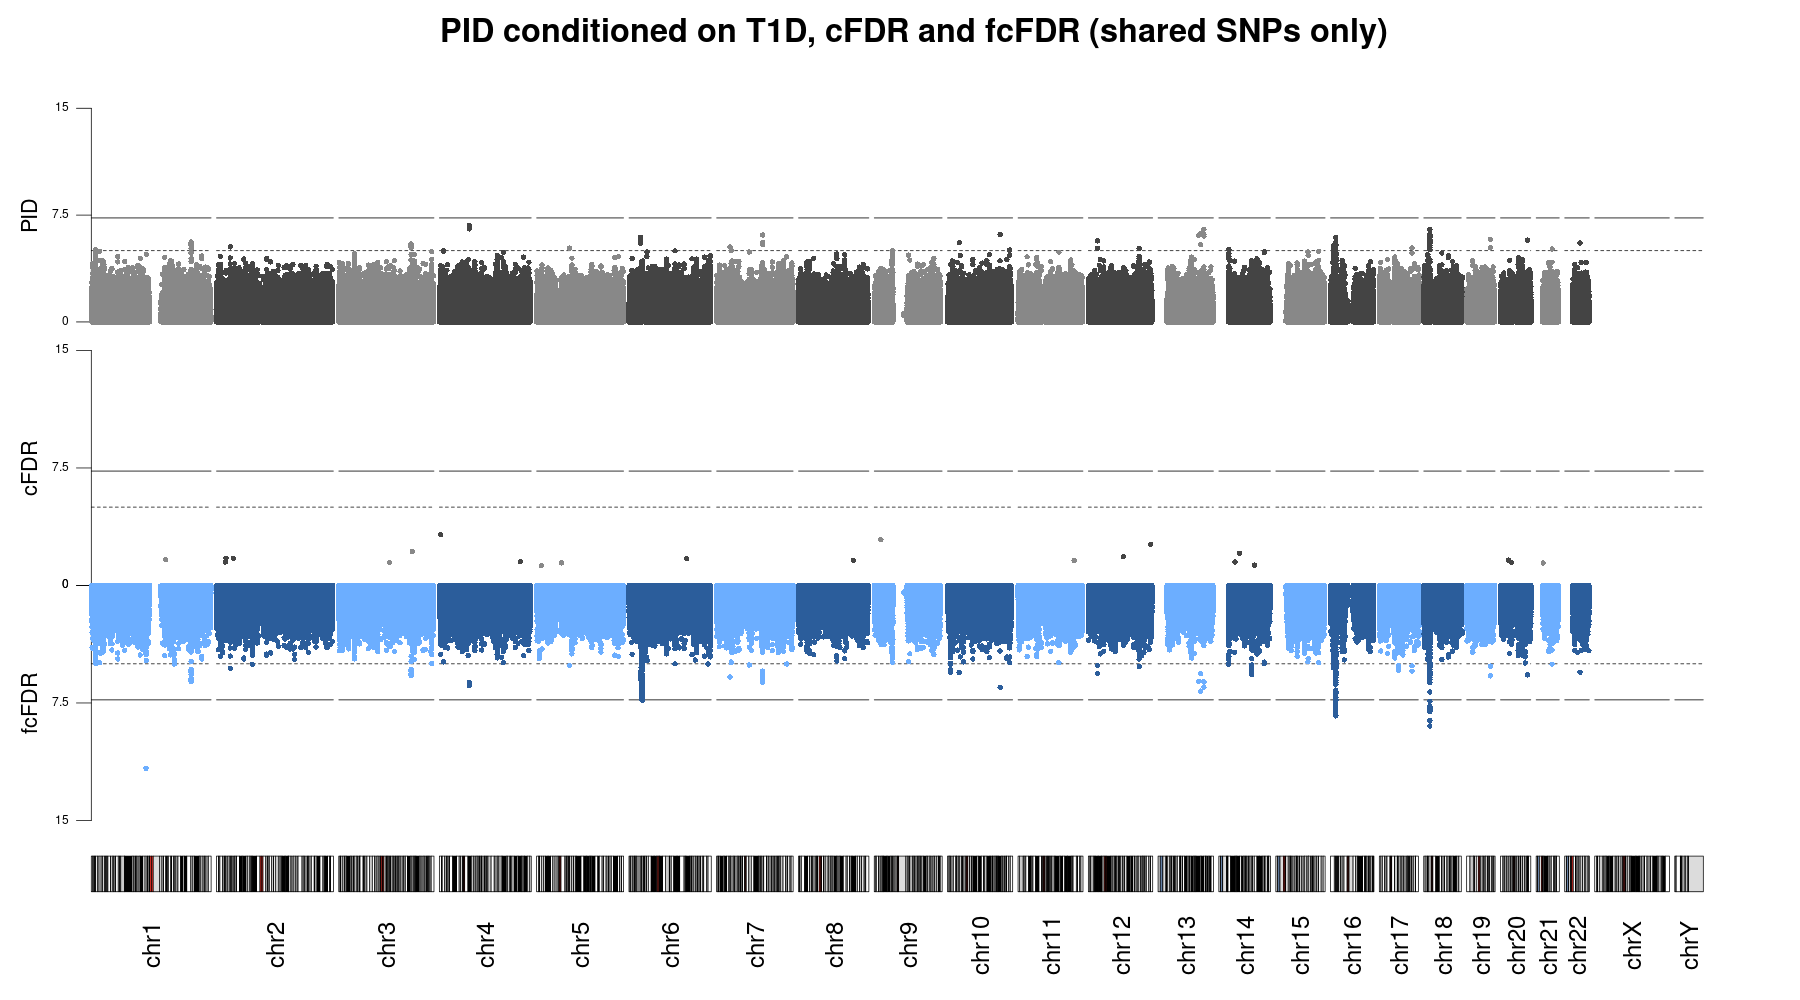 PID conditioned on T1D, cFDR and fcFDR (shared SNPs only)
15
PID
7.5
0
15
cFDR
7.5
0
fcFDR
7.5
15
chr1 chr2 chr3 chr4 chr5 chr6 chr7 chr8 chr9 chr10 chr11 chr12 chr13 chr14 chr15 chr16 chr17 chr18 chr19 chr20 chr21 chr22 chrX chrY